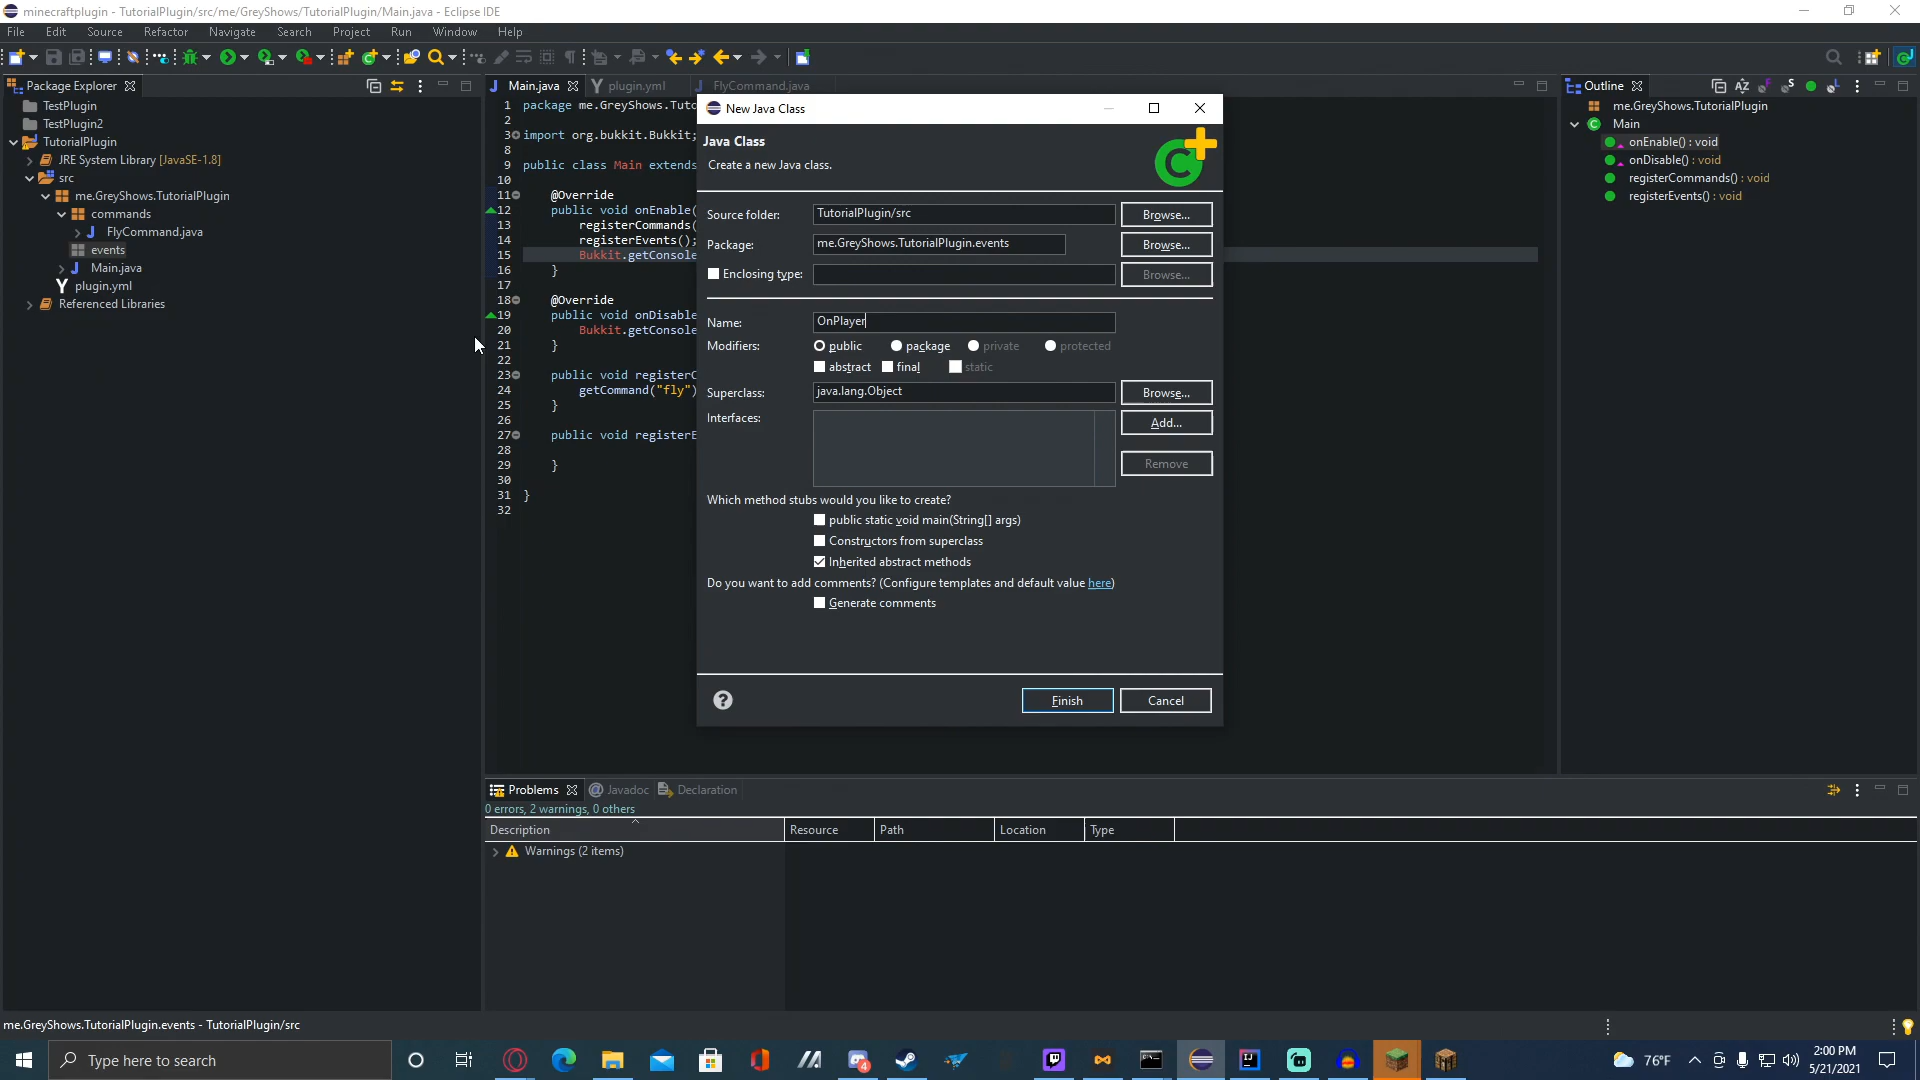 minecraftplugin - TutorialPlugin/src/me/GreyShows/TutorialPlugin/Main.java - Eclipse IDE
File Edit Source Refactor Navigate Search Project Run Window Help
Package Explorer
TestPlugin
TestPlugin2
TutorialPlugin
JRE System Library [JavaSE-1.8]
src
me.GreyShows.TutorialPlugin
commands
FlyCommand.java
events
Main.java
plugin.yml
Referenced Libraries
Main.java plugin.yml FlyCommand.java
1 package me.GreyShows.Tuto
2
3 import org.bukkit.Bukkit;
8
9 public class Main extends
10
11 @Override
12 public void onEnable(
13 registerCommands(
14 registerEvents();
15 Bukkit.getConsole
16 }
17
18 @Override
19 public void onDisable
20 Bukkit.getConsole
21 }
22
23 public void registerC
24 getCommand("fly")
25 }
26
27 public void registerE
28
29 }
30
31 }
32
New Java Class
Java Class
Create a new Java class.
Source folder: TutorialPlugin/src Browse...
Package: me.GreyShows.TutorialPlugin.events Browse...
Enclosing type: Browse...
Name: OnPlayer
Modifiers: public package private protected
abstract final static
Superclass: java.lang.Object Browse...
Interfaces: Add...
Remove
Which method stubs would you like to create?
public static void main(String[] args)
Constructors from superclass
Inherited abstract methods
Do you want to add comments? (Configure templates and default value here)
Generate comments
Finish Cancel
Outline
me.GreyShows.TutorialPlugin
Main
onEnable() : void
onDisable() : void
registerCommands() : void
registerEvents() : void
Problems Javadoc Declaration
0 errors, 2 warnings, 0 others
Description Resource Path Location Type
Warnings (2 items)
me.GreyShows.TutorialPlugin.events - TutorialPlugin/src
Type here to search
4
76°F
2:00 PM
5/21/2021